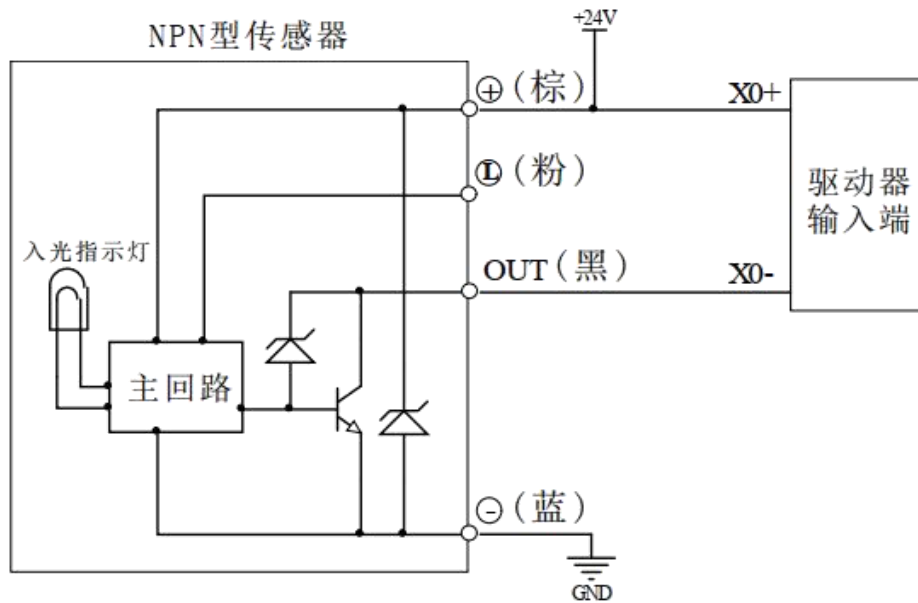 NPN型传感器
+24V
⊕(棕)
X0+
Ⓛ(粉)
驱动器
输入端
入光指示灯
OUT(黑)
X0-
主回路
⊖(蓝)
GND